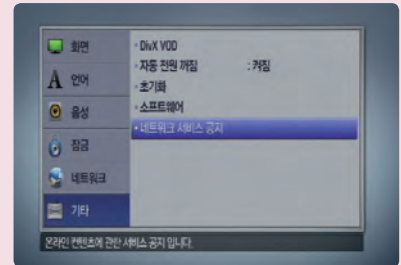 화면
A 언어
음성
잠금
네트워크
기타
DivX VOD
자동 전원 꺼짐 : 켜짐
초기화
소프트웨어
네트워크 서비스 공지
온라인 컨텐츠에 관한 서비스 공지 입니다.